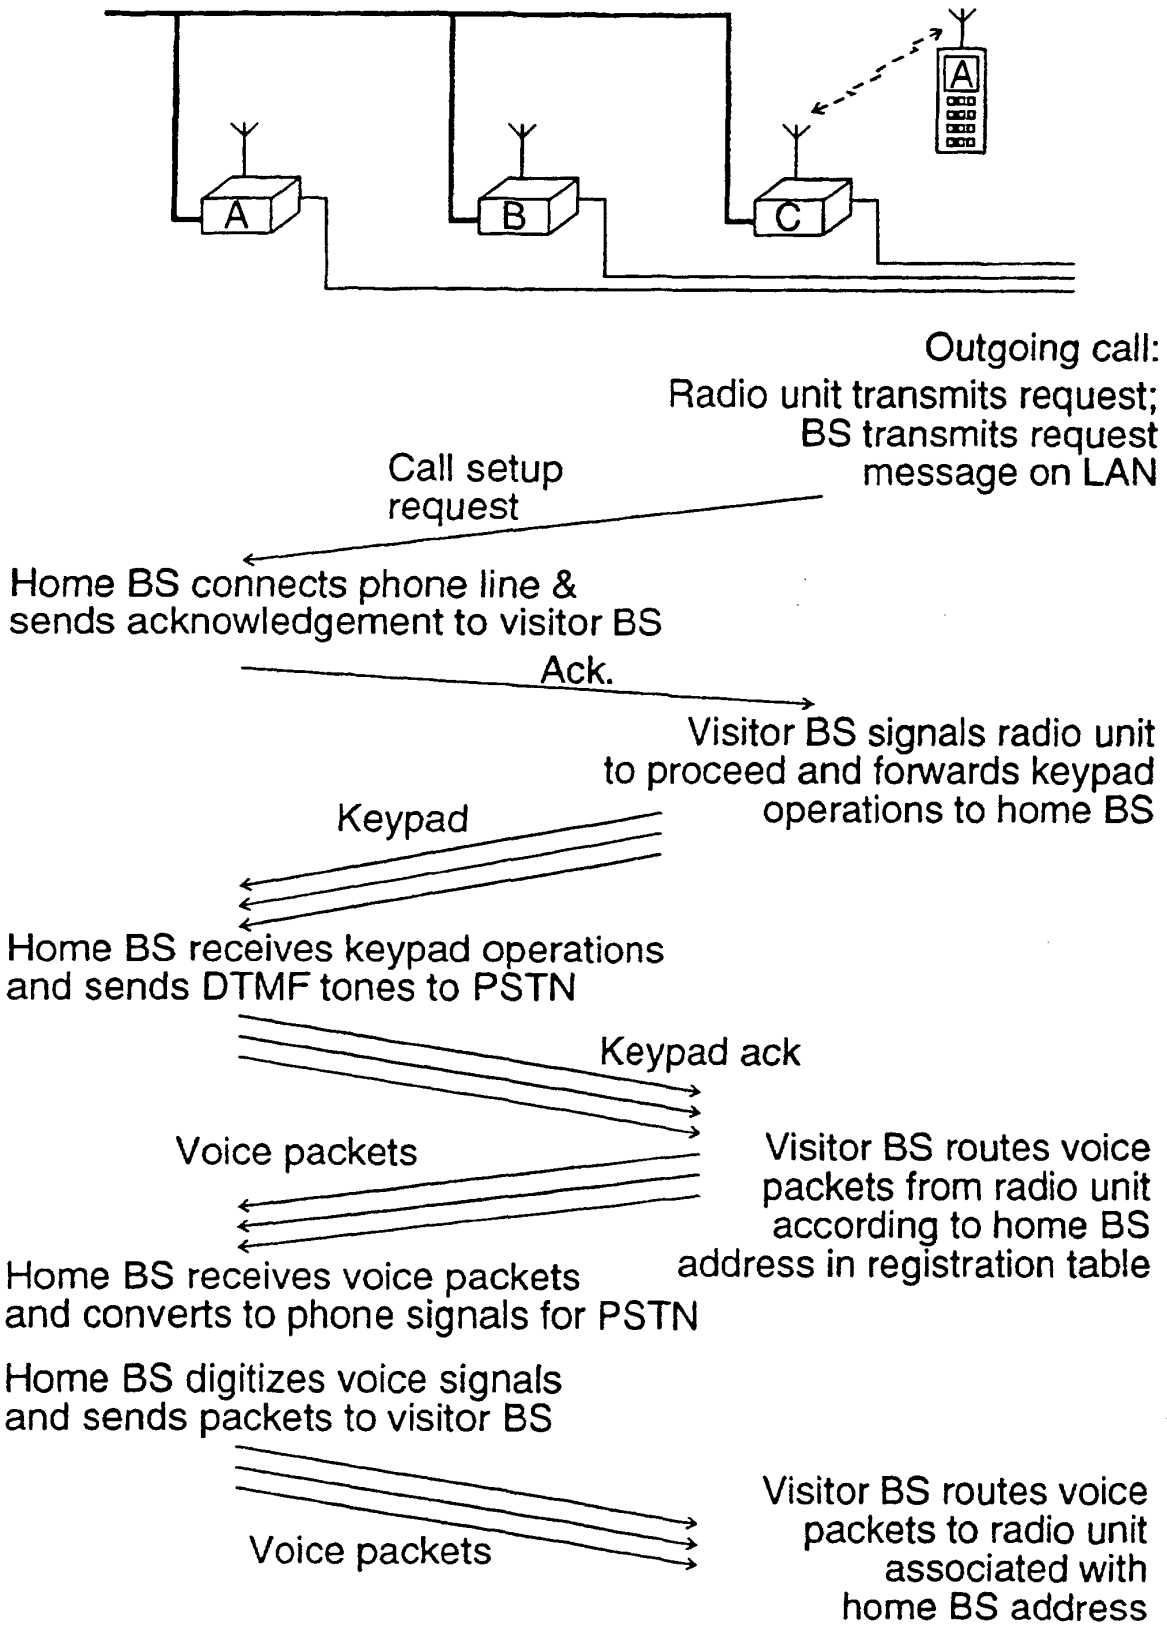 A
A
B
C
Outgoing call:
Radio unit transmits request;
BS transmits request
message on LAN
Call setup
request
Home BS connects phone line &
sends acknowledgement to visitor BS
Ack.
Visitor BS signals radio unit
to proceed and forwards keypad
operations to home BS
Keypad
Home BS receives keypad operations
and sends DTMF tones to PSTN
Keypad ack
Voice packets
Visitor BS routes voice
packets from radio unit
according to home BS
address in registration table
Home BS receives voice packets
and converts to phone signals for PSTN
Home BS digitizes voice signals
and sends packets to visitor BS
Voice packets
Visitor BS routes voice
packets to radio unit
associated with
home BS address